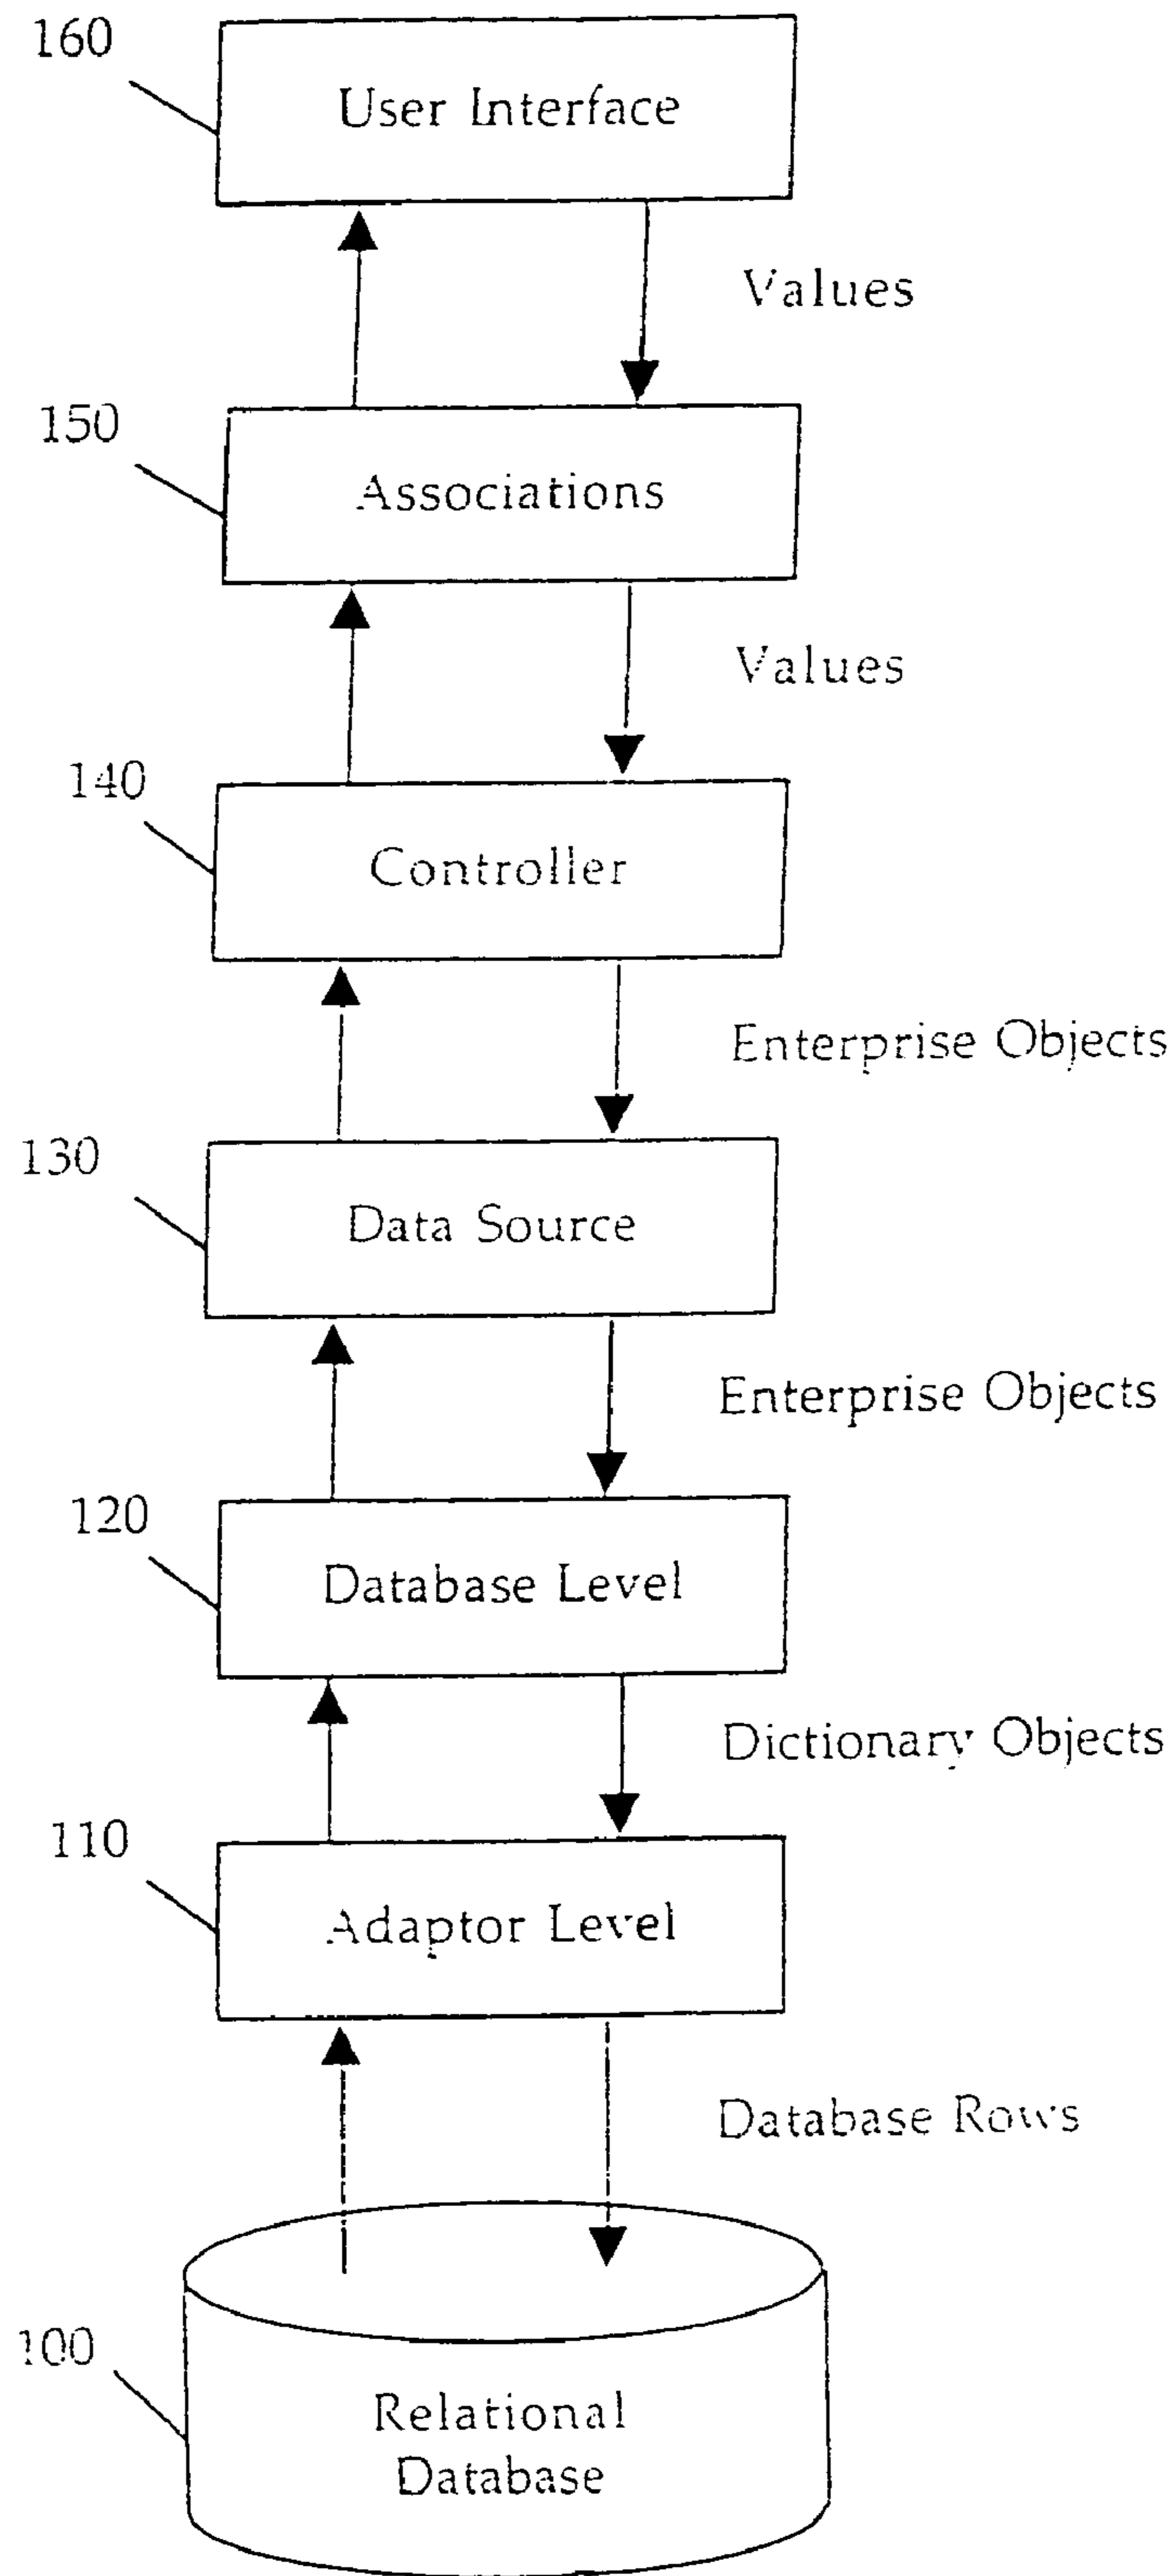 160
User Interface
Values
150
Associations
Values
140
Controller
Enterprise Objects
130
Data Source
Enterprise Objects
120
Database Level
Dictionary Objects
110
Adaptor Level
Database Rows
100
Relational
Database